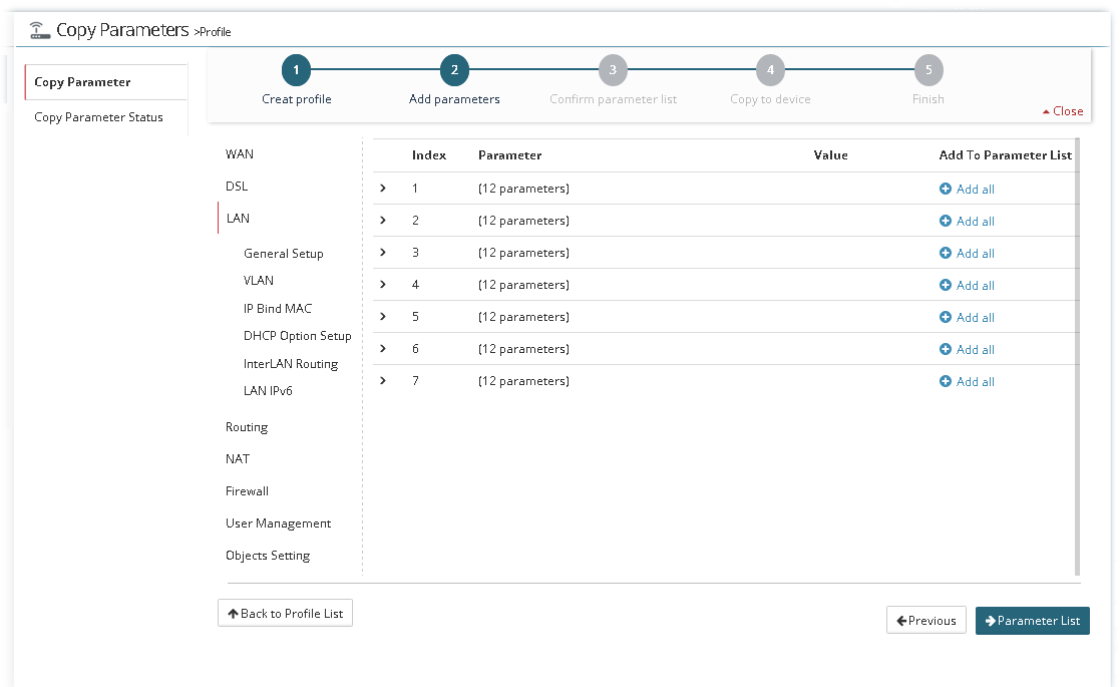 Copy Parameters >Profile
Copy Parameter
Copy Parameter Status
1 2 3 4 5
Creat profile Add parameters Confirm parameter list Copy to device Finish
Close
WAN
DSL
LAN
General Setup
VLAN
IP Bind MAC
DHCP Option Setup
InterLAN Routing
LAN IPv6
Routing
NAT
Firewall
User Management
Objects Setting
Index Parameter Value Add To Parameter List
1 (12 parameters) Add all
2 (12 parameters) Add all
3 (12 parameters) Add all
4 (12 parameters) Add all
5 (12 parameters) Add all
6 (12 parameters) Add all
7 (12 parameters) Add all
Back to Profile List
Previous Parameter List